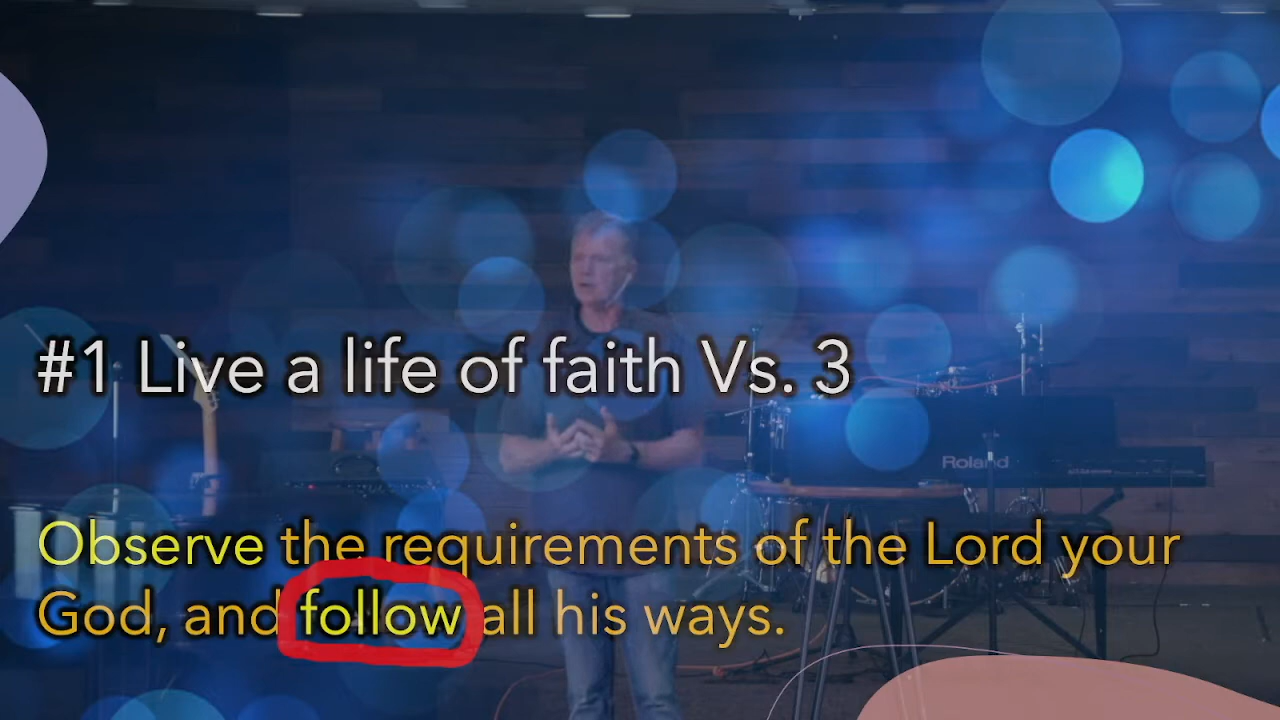 #1 Live a life of faith Vs. 3
Roland
Observe the requirements of the Lord your
God, and follow all his ways.